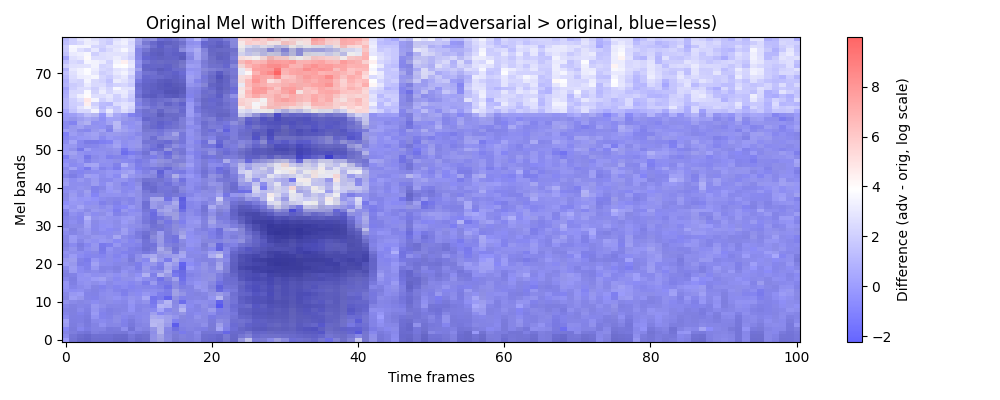 Original Mel with Differences (red=adversarial > original, blue=less)
Mel bands
70
60
50
40
30
20
10
0
0 20 40 60 80 100
Time frames
8
6
4
2
0
−2
Difference (adv - orig, log scale)